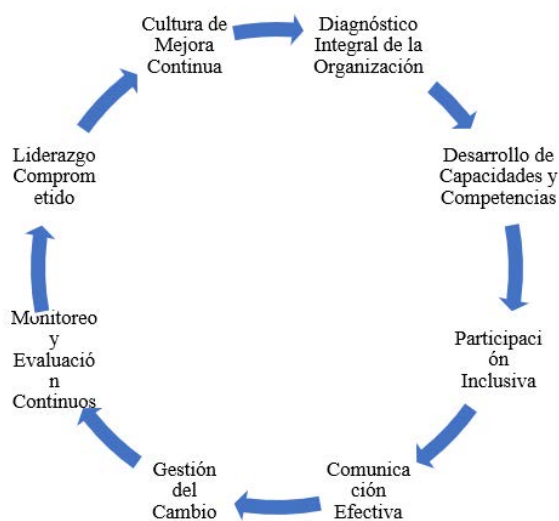 Cultura de
Mejora
Continua
Diagnóstico
Integral de la
Organización
Desarrollo de
Capacidades y
Competencias
Participaci
ón
Inclusiva
Comunica
ción
Efectiva
Gestión
del
Cambio
Monitoreo
y
Evaluació
n
Continuos
Liderazgo
Comprom
etido